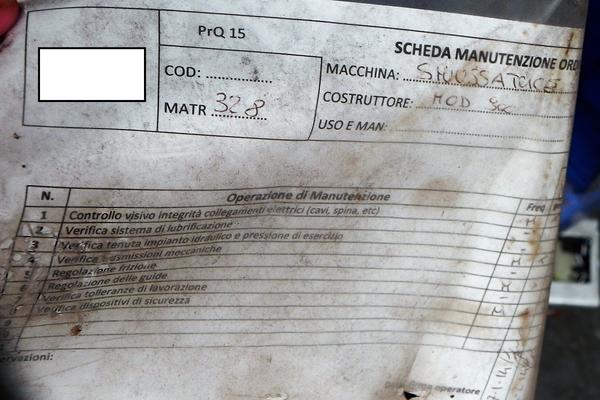 PrQ 15
SCHEDA MANUTENZIONE ORD
COD: ..................
MATR 328
MACCHINA: SMUSSATRICE
COSTRUTTORE: MOD
USO E MAN:
N. Operazione di Manutenzione Freq
1 Controllo visivo integrità collegamenti elettrici (cavi, spina, etc)
2 Verifica sistema di lubrificazione
3 Verifica tenuta impianto idraulico e pressione di esercizio
4 Verifica trasmissioni meccaniche
5 Regolazione frizione
6 Regolazione delle guide
7 Verifica tolleranze di lavorazione
8 Verifica dispositivi di sicurezza
ervazioni:
operatore